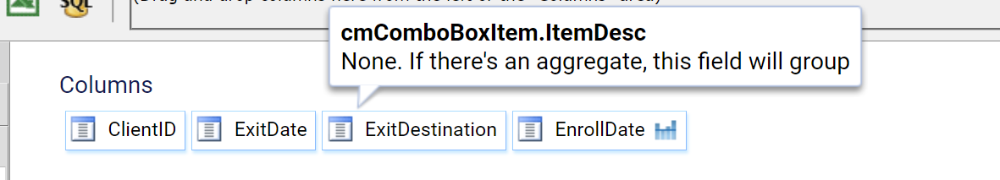 SQL
(Drag and drop columns here from the left or the "Columns" area)
cmComboBoxItem.ItemDesc
None. If there's an aggregate, this field will group
Columns
ClientID ExitDate ExitDestination EnrollDate